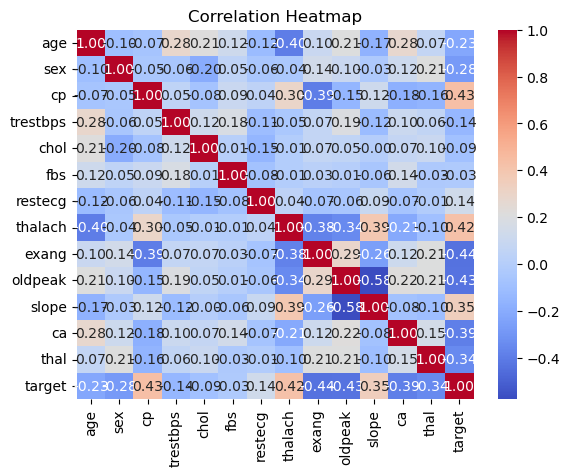 Correlation Heatmap
age 1.00 -0.10 -0.07 0.28 0.21 0.12 -0.12 -0.40 0.10 0.21 -0.17 0.28 0.07 -0.23
sex -0.10 1.00 -0.05 -0.06 -0.20 0.05 -0.06 -0.04 0.14 0.10 -0.03 0.12 0.21 -0.28
cp -0.07 -0.05 1.00 0.05 -0.08 0.09 0.04 0.30 -0.39 -0.15 0.12 -0.18 -0.16 0.43
trestbps 0.28 -0.06 0.05 1.00 0.12 0.18 -0.11 -0.05 0.07 0.19 -0.12 0.10 0.06 -0.14
chol 0.21 -0.20 -0.08 0.12 1.00 0.01 -0.15 -0.01 0.07 0.05 -0.00 0.07 0.10 -0.09
fbs 0.12 0.05 0.09 0.18 0.01 1.00 -0.08 -0.01 0.03 0.01 -0.06 0.14 -0.03 -0.03
restecg -0.12 -0.06 0.04 -0.11 -0.15 -0.08 1.00 0.04 -0.07 -0.06 0.09 -0.07 -0.01 0.14
thalach -0.40 -0.04 0.30 -0.05 -0.01 -0.01 0.04 1.00 -0.38 -0.34 0.39 -0.21 -0.10 0.42
exang 0.10 0.14 -0.39 0.07 0.07 0.03 -0.07 -0.38 1.00 0.29 -0.26 0.12 0.21 -0.44
oldpeak 0.21 0.10 -0.15 0.19 0.05 0.01 -0.06 -0.34 0.29 1.00 -0.58 0.22 0.21 -0.43
slope -0.17 -0.03 0.12 -0.12 -0.00 -0.06 0.09 0.39 -0.26 -0.58 1.00 -0.08 -0.10 0.35
ca 0.28 0.12 -0.18 0.10 0.07 0.14 -0.07 -0.21 0.12 0.22 -0.08 1.00 0.15 -0.39
thal 0.07 0.21 -0.16 0.06 0.10 -0.03 -0.01 -0.10 0.21 0.21 -0.10 0.15 1.00 -0.34
target -0.23 -0.28 0.43 -0.14 -0.09 -0.03 0.14 0.42 -0.44 -0.43 0.35 -0.39 -0.34 1.00
age sex cp trestbps chol fbs restecg thalach exang oldpeak slope ca thal target
1.0
0.8
0.6
0.4
0.2
0.0
−0.2
−0.4